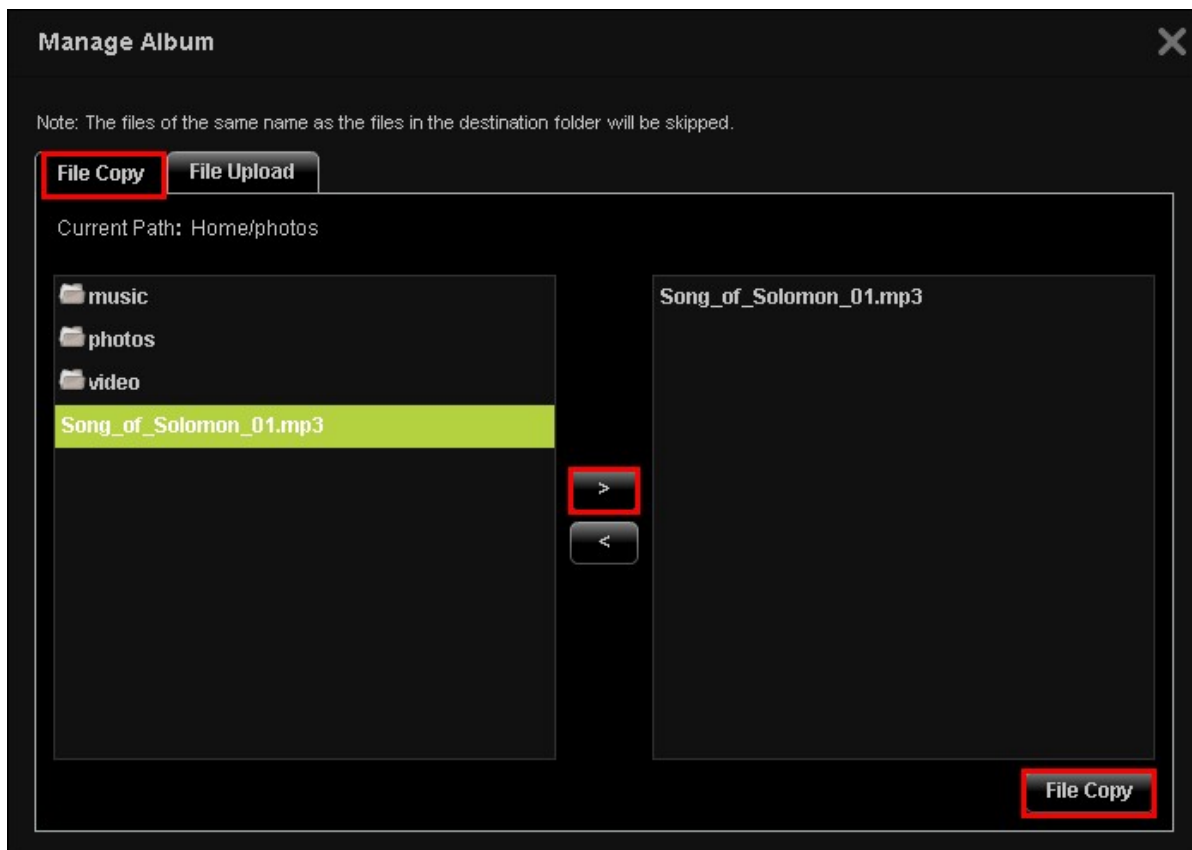 Manage Album
Note: The files of the same name as the files in the destination folder will be skipped.
File Copy
File Upload
Current Path: Home/photos
music
photos
video
Song_of_Solomon_01.mp3
>
<
Song_of_Solomon_01.mp3
File Copy